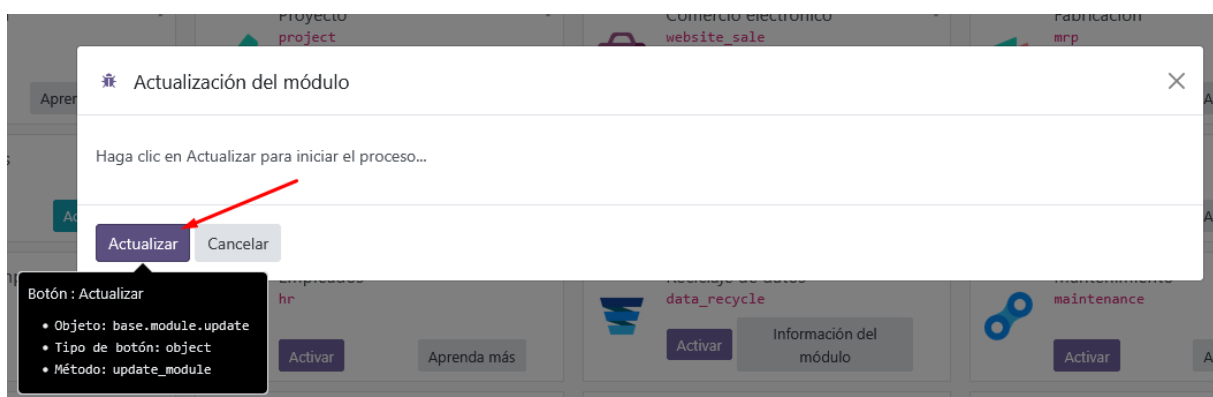 Proyecto
project
Comercio electrónico
website_sale
Fabricación
mrp
Actualización del módulo
Haga clic en Actualizar para iniciar el proceso...
Actualizar
Cancelar
Botón : Actualizar
• Objeto: base.module.update
• Tipo de botón: object
• Método: update_module
Empleados
hr
Activar
Aprenda más
Reciclaje de datos
data_recycle
Activar
Información del
módulo
Mantenimiento
maintenance
Activar